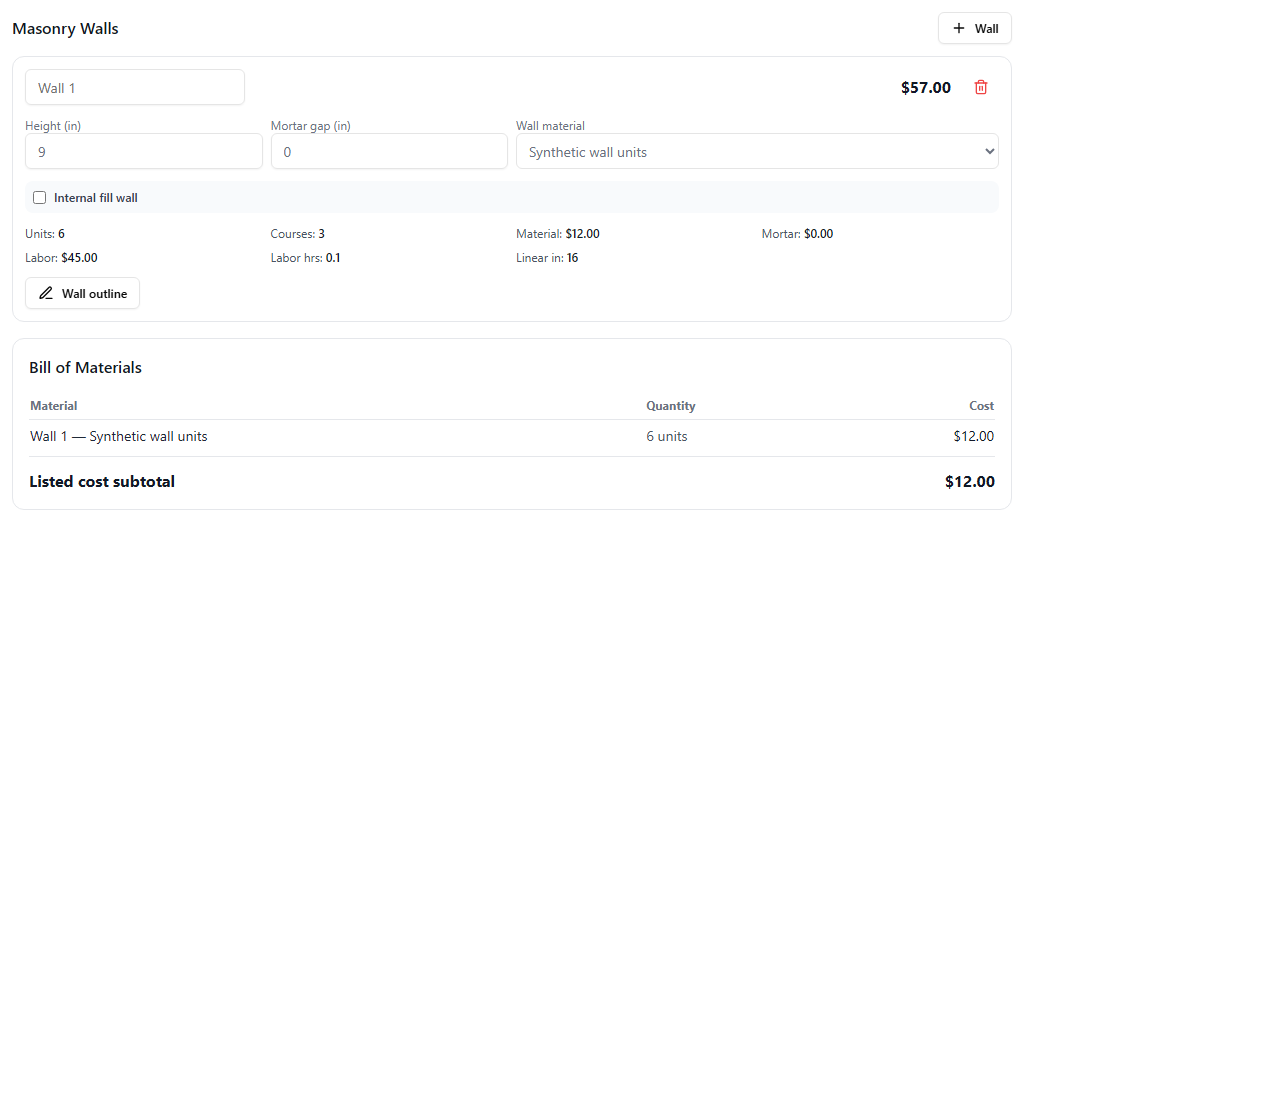 Masonry Walls
Wall
Wall 1
$57.00
Height (in)
Mortar gap (in)
Wall material
9
0
Synthetic wall units
Internal fill wall
Units: 6
Courses: 3
Material: $12.00
Mortar: $0.00
Labor: $45.00
Labor hrs: 0.1
Linear in: 16
Wall outline
Bill of Materials
Material Quantity Cost
Wall 1 — Synthetic wall units 6 units $12.00
Listed cost subtotal $12.00